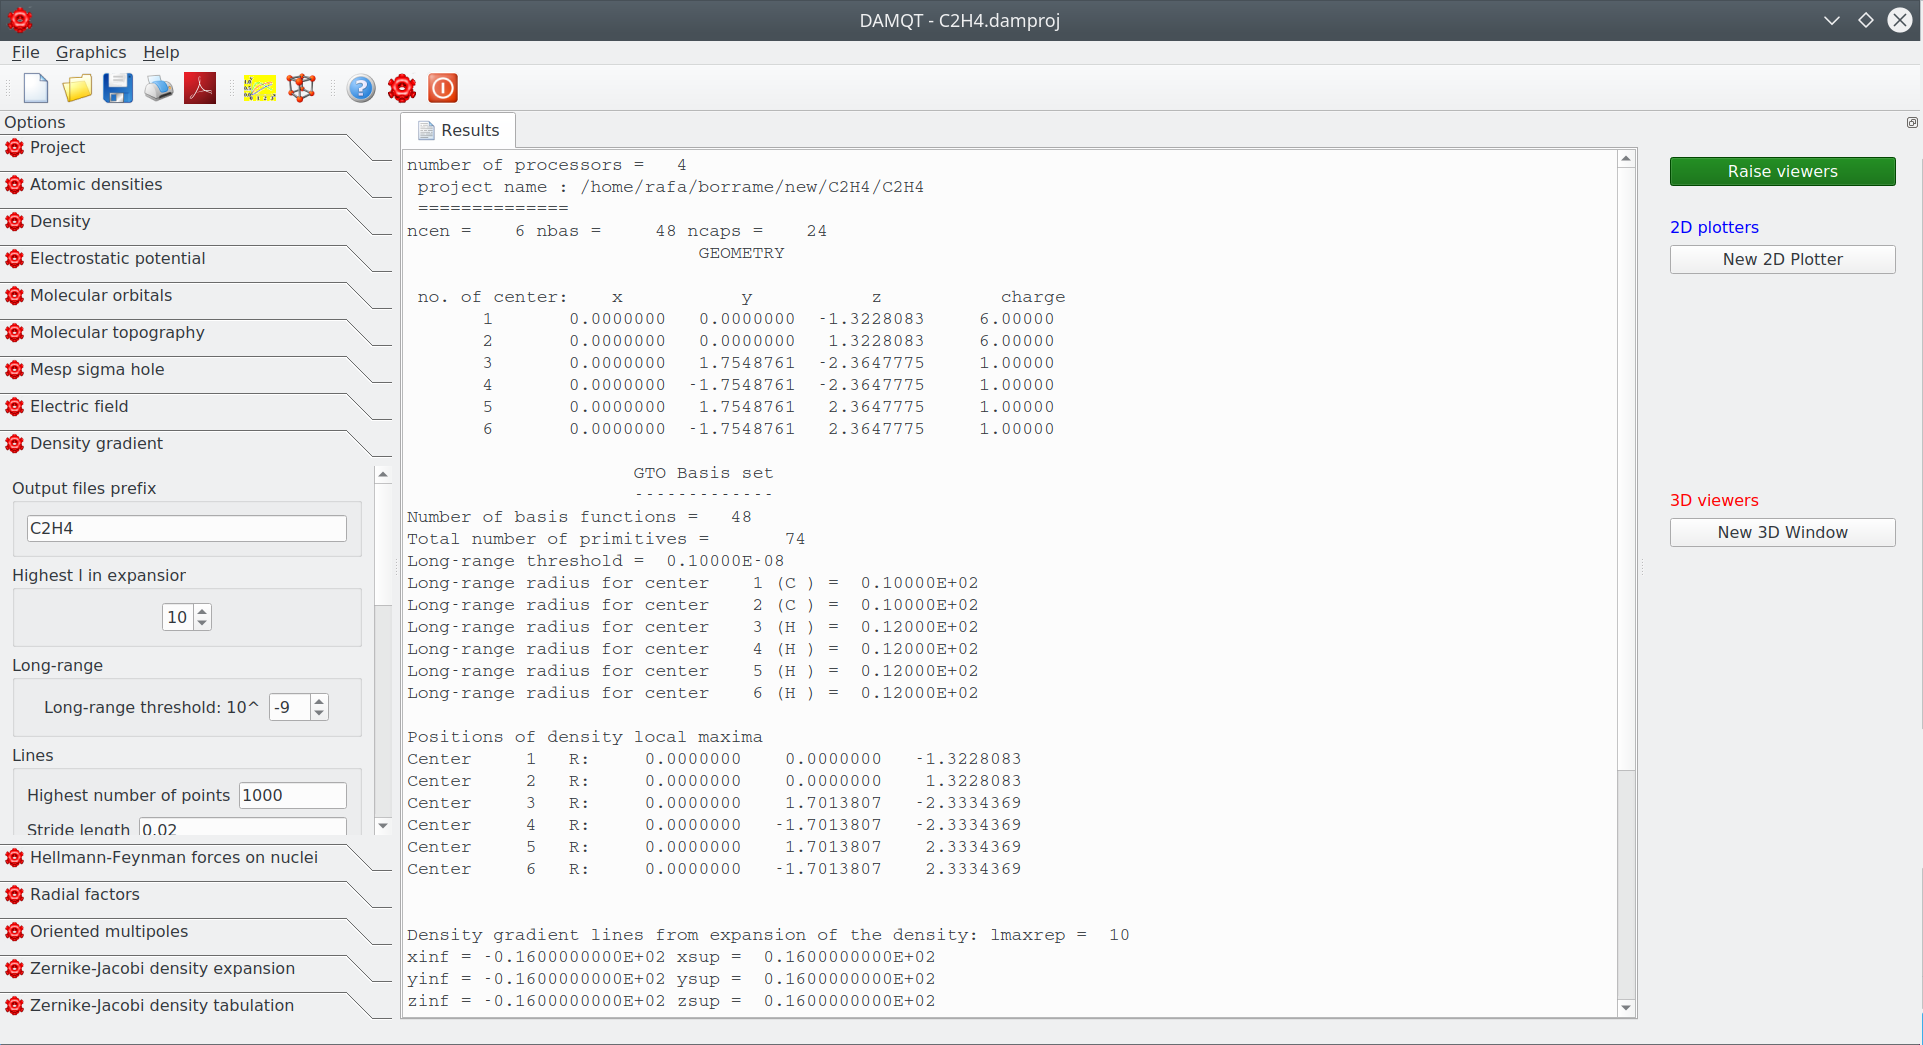 DAMQT - C2H4.damproj
File Graphics Help
Options
Project
Atomic densities
Density
Electrostatic potential
Molecular orbitals
Molecular topography
Mesp sigma hole
Electric field
Density gradient
Output files prefix
C2H4
Highest l in expansior
10
Long-range
Long-range threshold: 10^ -9
Lines
Highest number of points 1000
Stride length 0.02
Hellmann-Feynman forces on nuclei
Radial factors
Oriented multipoles
Zernike-Jacobi density expansion
Zernike-Jacobi density tabulation
Results
number of processors = 4
project name : /home/rafa/borrame/new/C2H4/C2H4
==============
ncen = 6 nbas = 48 ncaps = 24
GEOMETRY
no. of center: x y z charge
1 0.0000000 0.0000000 -1.3228083 6.00000
2 0.0000000 0.0000000 1.3228083 6.00000
3 0.0000000 1.7548761 -2.3647775 1.00000
4 0.0000000 -1.7548761 -2.3647775 1.00000
5 0.0000000 1.7548761 2.3647775 1.00000
6 0.0000000 -1.7548761 2.3647775 1.00000
GTO Basis set
-------------
Number of basis functions = 48
Total number of primitives = 74
Long-range threshold = 0.10000E-08
Long-range radius for center 1 (C ) = 0.10000E+02
Long-range radius for center 2 (C ) = 0.10000E+02
Long-range radius for center 3 (H ) = 0.12000E+02
Long-range radius for center 4 (H ) = 0.12000E+02
Long-range radius for center 5 (H ) = 0.12000E+02
Long-range radius for center 6 (H ) = 0.12000E+02
Positions of density local maxima
Center 1 R: 0.0000000 0.0000000 -1.3228083
Center 2 R: 0.0000000 0.0000000 1.3228083
Center 3 R: 0.0000000 1.7013807 -2.3334369
Center 4 R: 0.0000000 -1.7013807 -2.3334369
Center 5 R: 0.0000000 1.7013807 2.3334369
Center 6 R: 0.0000000 -1.7013807 2.3334369
Density gradient lines from expansion of the density: lmaxrep = 10
xinf = -0.1600000000E+02 xsup = 0.1600000000E+02
yinf = -0.1600000000E+02 ysup = 0.1600000000E+02
zinf = -0.1600000000E+02 zsup = 0.1600000000E+02
Raise viewers
2D plotters
New 2D Plotter
3D viewers
New 3D Window